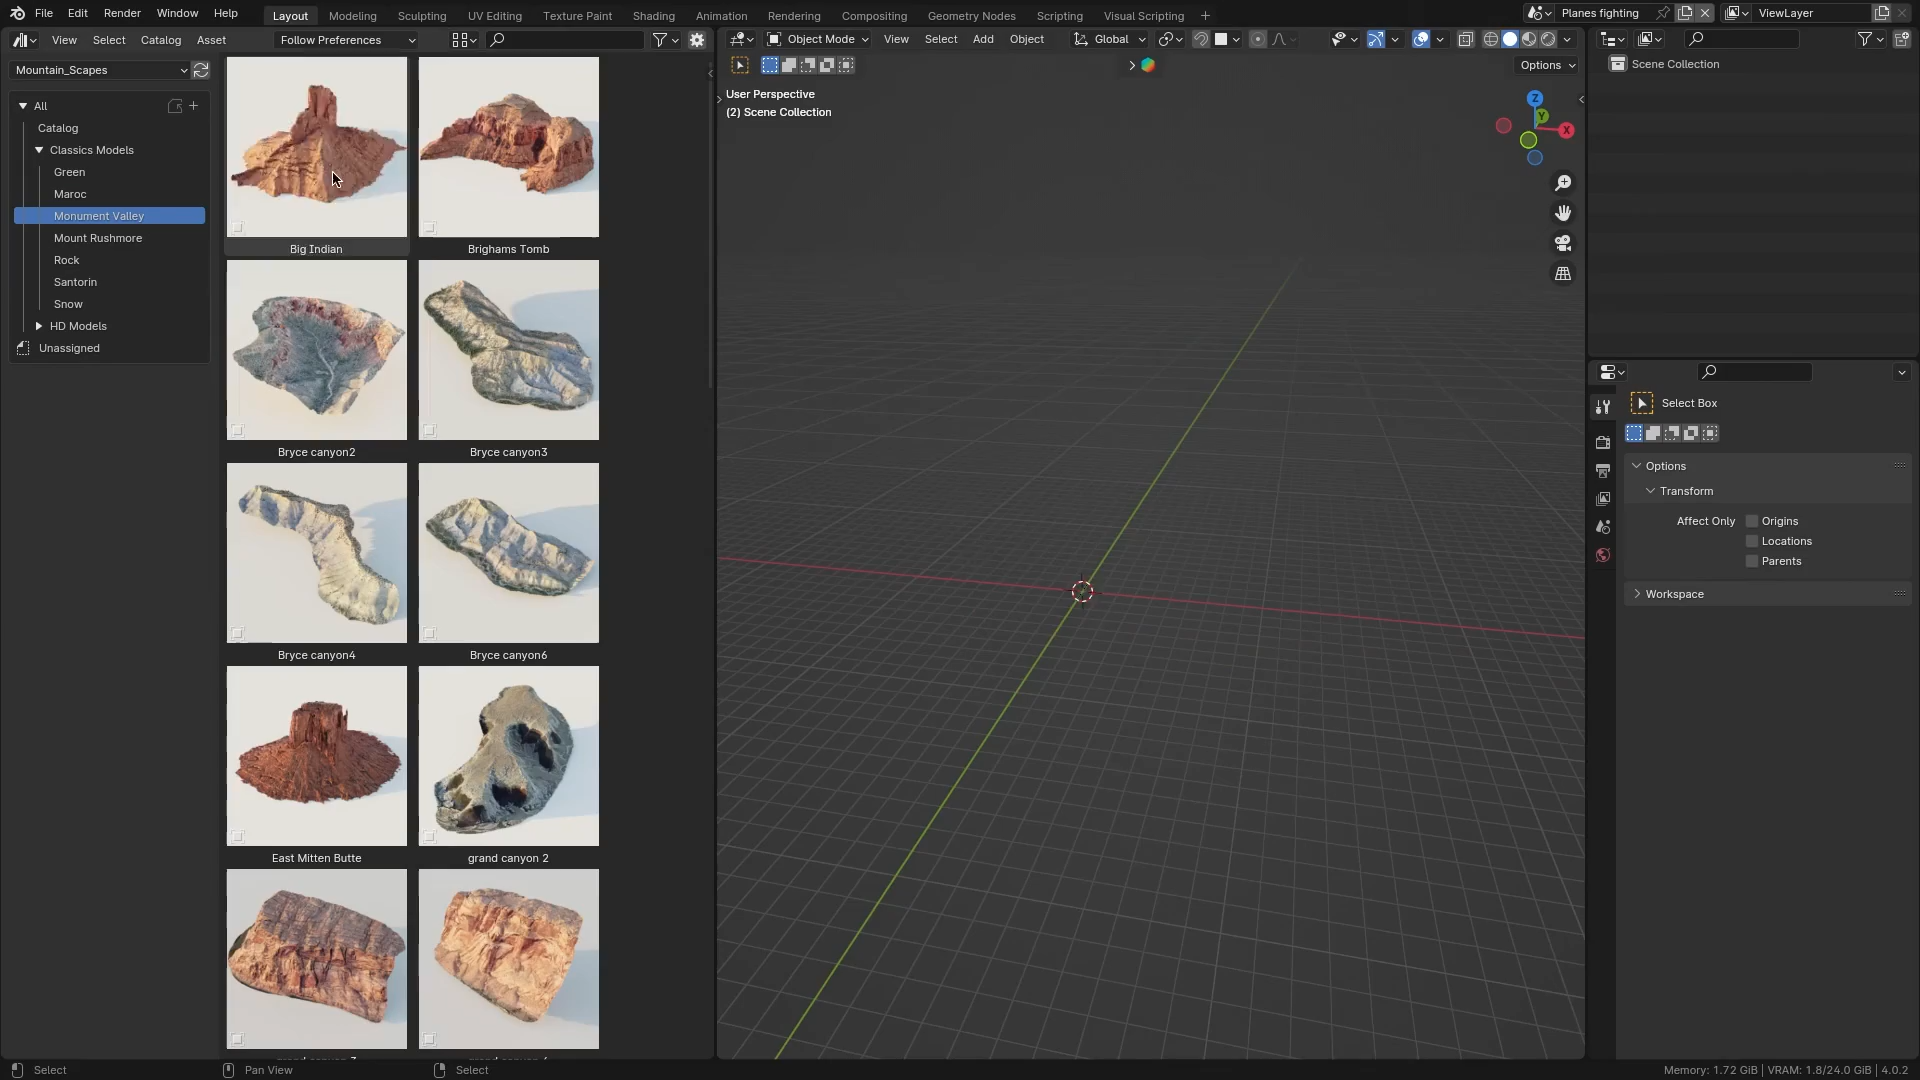 File Edit Render Window Help
Layout Modeling Sculpting UV Editing Texture Paint Shading Animation Rendering Compositing Geometry Nodes Scripting Visual Scripting +
Planes fighting
ViewLayer
View Select Catalog Asset
Follow Preferences
Mountain_Scapes
All
Catalog
Classics Models
Green
Maroc
Monument Valley
Mount Rushmore
Rock
Santorin
Snow
HD Models
Unassigned
Big Indian
Brighams Tomb
Bryce canyon2
Bryce canyon3
Bryce canyon4
Bryce canyon6
East Mitten Butte
grand canyon 2
Object Mode
View Select Add Object
Global
Options
User Perspective
(2) Scene Collection
Z
Y
X
Scene Collection
Select Box
Options
Transform
Affect Only
Origins
Locations
Parents
Workspace
Select
Pan View
Select
Memory: 1.72 GiB | VRAM: 1.8/24.0 GiB | 4.0.2